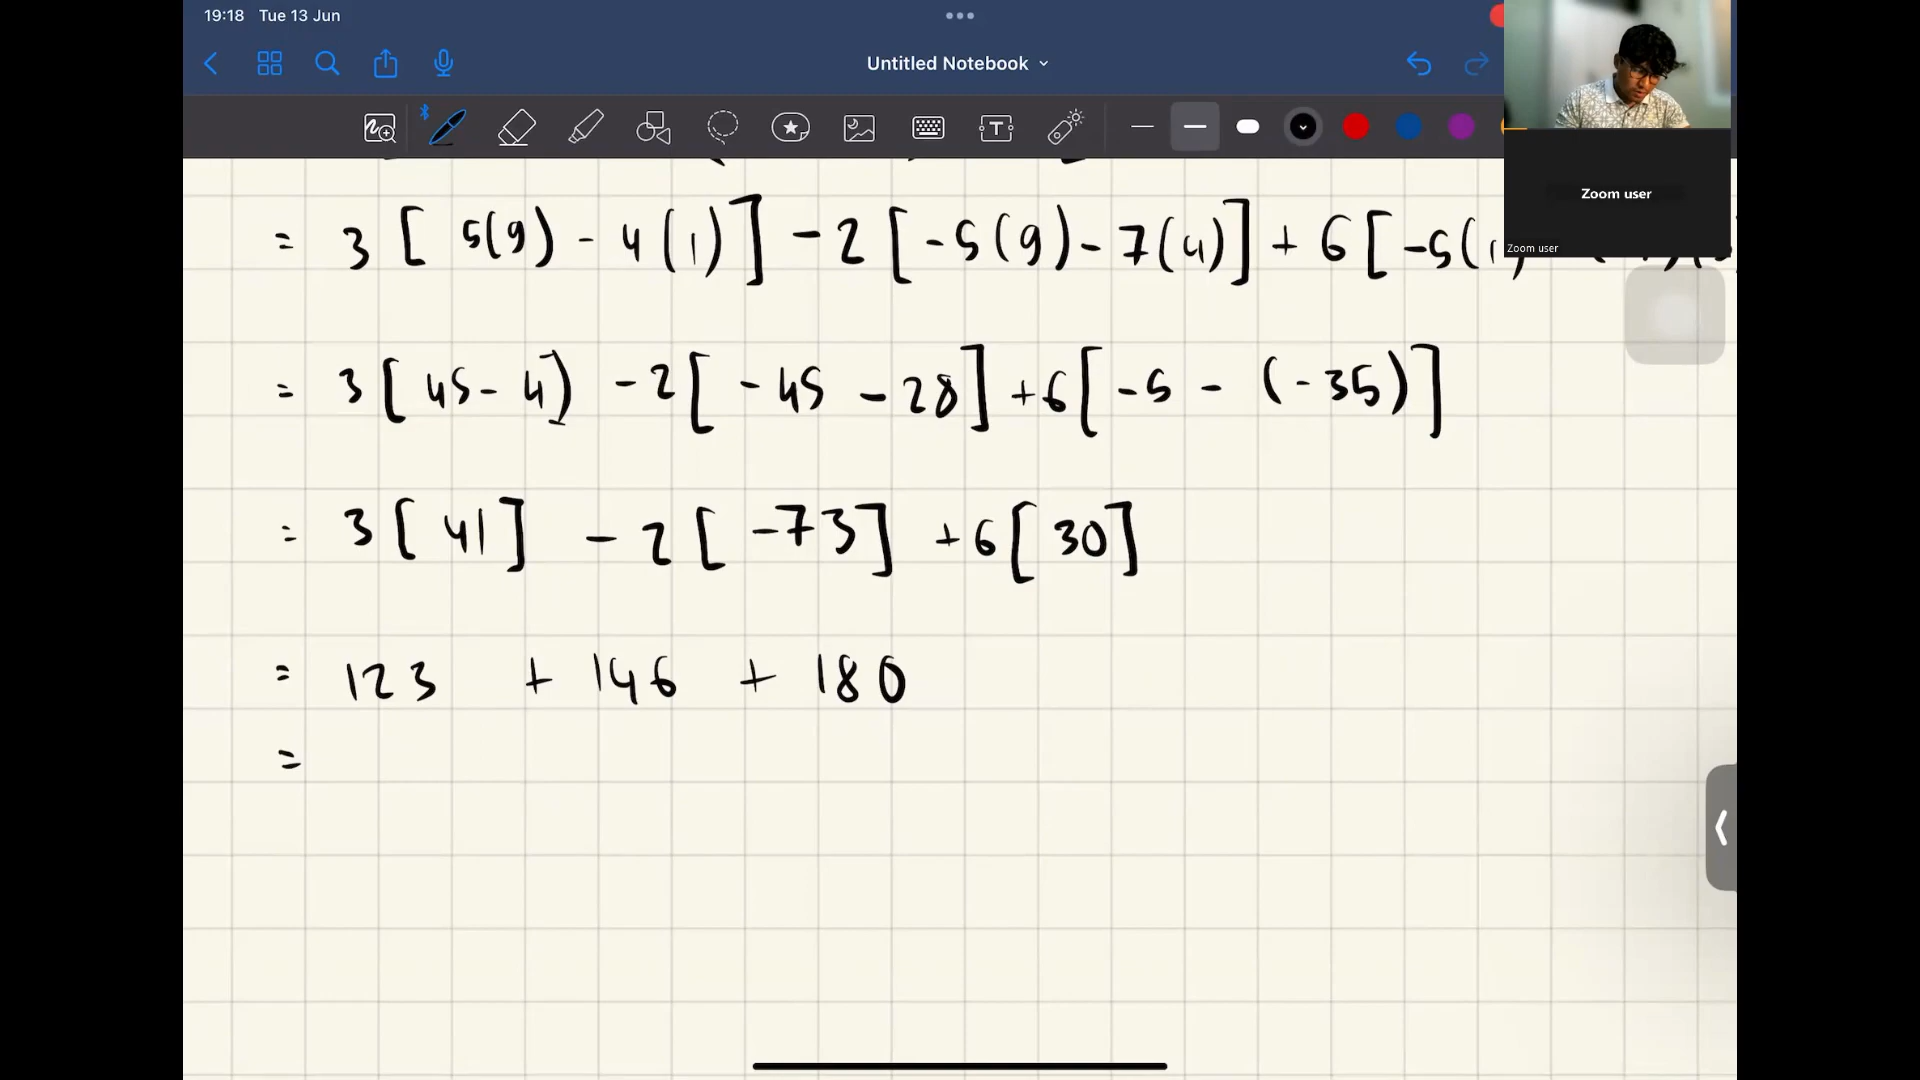 19:18 Tue 13 Jun
Untitled Notebook
T
Zoom user
Zoom user
= 3 [ 5(9) - 4(1) ] - 2 [ -5(9) - 7(4) ] + 6 [ -5(1)
= 3 [ 45 - 4 ] - 2 [ - 45 - 28 ] + 6 [ -5 - (-35) ]
= 3 [ 41 ] - 2 [ -73 ] + 6 [ 30 ]
= 123 + 146 + 180
=